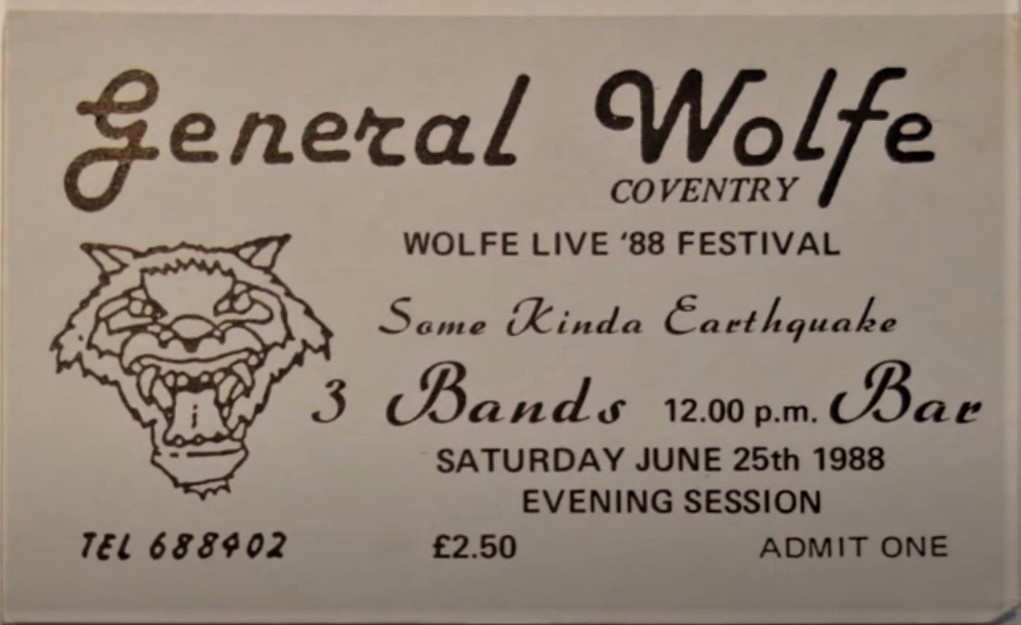 General Wolfe
COVENTRY
WOLFE LIVE '88 FESTIVAL
Some Kinda Earthquake
3 Bands 12.00 p.m. Bar
SATURDAY JUNE 25th 1988
EVENING SESSION
TEL 688402 £2.50 ADMIT ONE